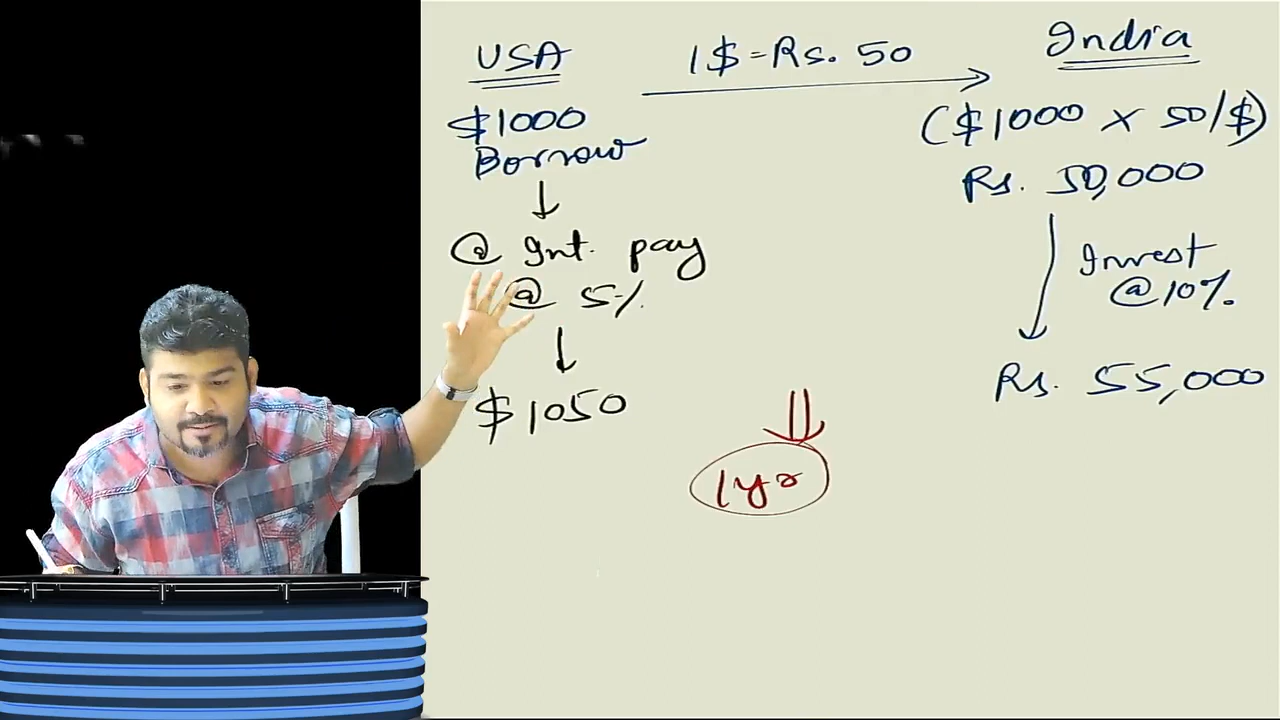 USA
1$=Rs. 50
India
$1000
Borrow
@ Int. pay
@ 5%
$1050
($1000 x 50/$)
Rs. 50,000
Invest
@10%
Rs. 55,000
1yr